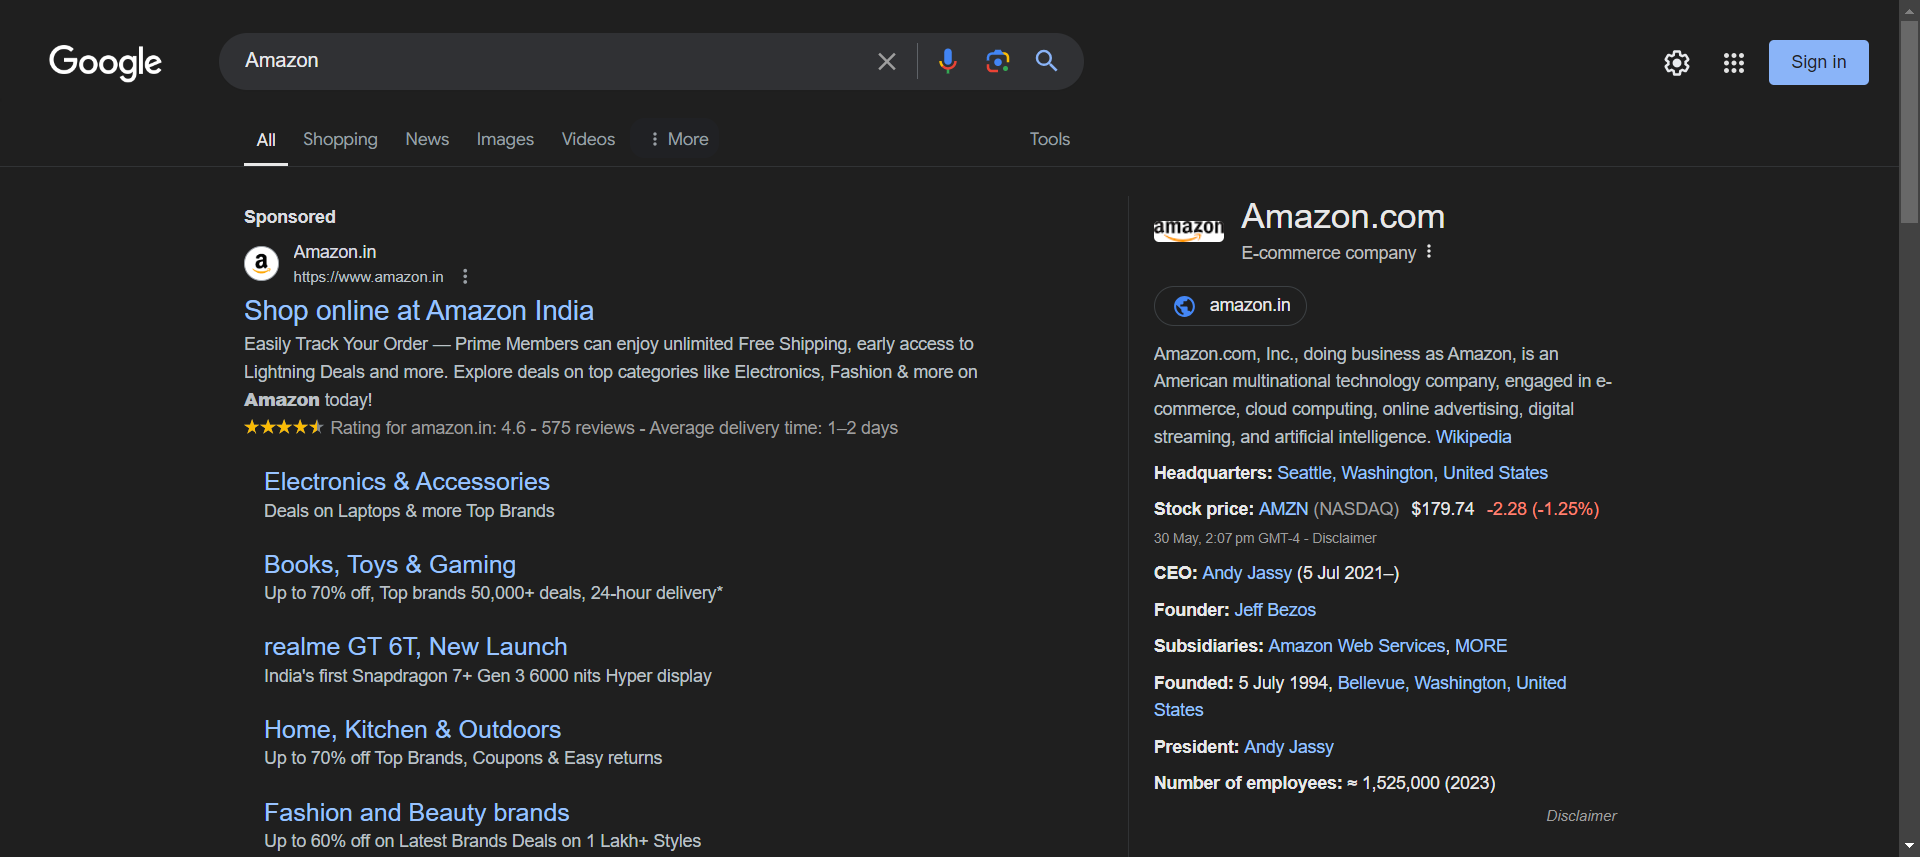 Google
Amazon
Sign in
All Shopping News Images Videos More Tools
Sponsored
a
Amazon.in
https://www.amazon.in
Shop online at Amazon India
Easily Track Your Order — Prime Members can enjoy unlimited Free Shipping, early access to
Lightning Deals and more. Explore deals on top categories like Electronics, Fashion & more on
Amazon today!
Rating for amazon.in: 4.6 - 575 reviews - Average delivery time: 1–2 days
Electronics & Accessories
Deals on Laptops & more Top Brands
Books, Toys & Gaming
Up to 70% off, Top brands 50,000+ deals, 24-hour delivery*
realme GT 6T, New Launch
India's first Snapdragon 7+ Gen 3 6000 nits Hyper display
Home, Kitchen & Outdoors
Up to 70% off Top Brands, Coupons & Easy returns
Fashion and Beauty brands
Up to 60% off on Latest Brands Deals on 1 Lakh+ Styles
amazon
Amazon.com
E-commerce company
amazon.in
Amazon.com, Inc., doing business as Amazon, is an
American multinational technology company, engaged in e-
commerce, cloud computing, online advertising, digital
streaming, and artificial intelligence. Wikipedia
Headquarters: Seattle, Washington, United States
Stock price: AMZN (NASDAQ) $179.74 -2.28 (-1.25%)
30 May, 2:07 pm GMT-4 - Disclaimer
CEO: Andy Jassy (5 Jul 2021–)
Founder: Jeff Bezos
Subsidiaries: Amazon Web Services, MORE
Founded: 5 July 1994, Bellevue, Washington, United
States
President: Andy Jassy
Number of employees: ≈ 1,525,000 (2023)
Disclaimer